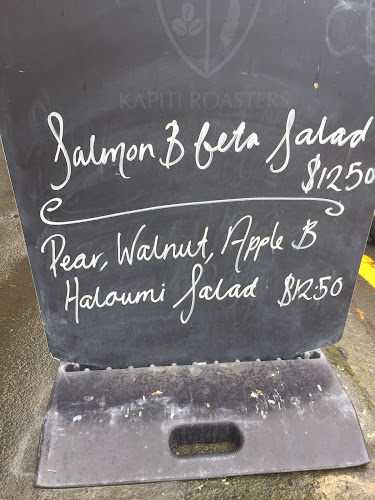 KAPITI ROASTERS
Salmon & feta Salad
$12.50
Pear, Walnut, Apple &
Haloumi Salad $12.50